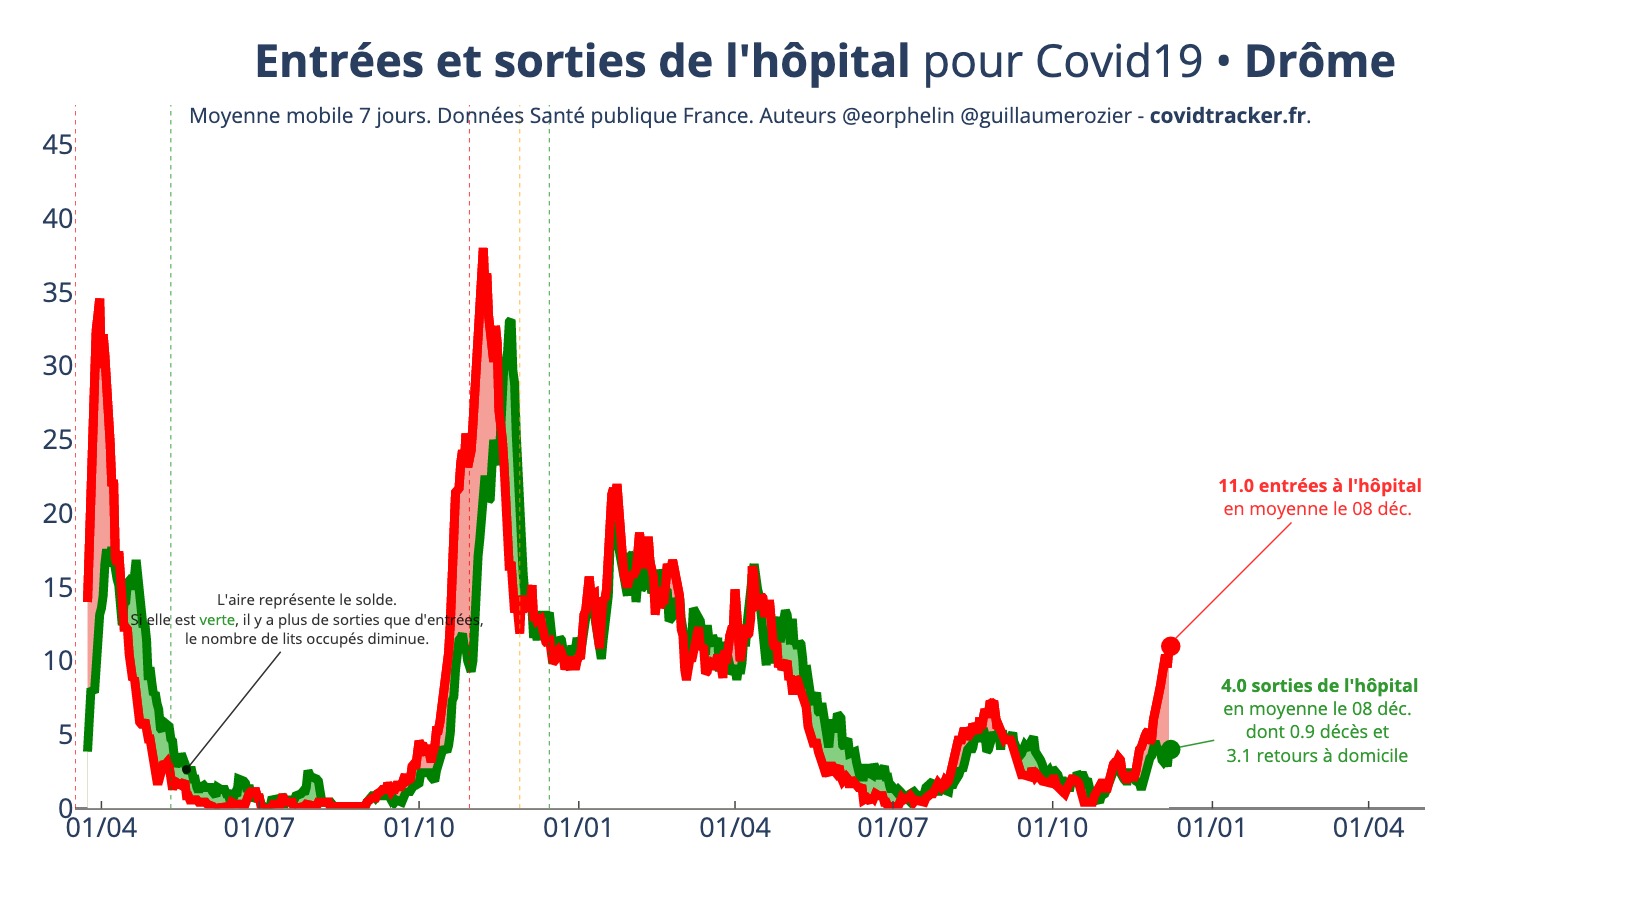 Entrées et sorties de l'hôpital pour Covid19 • Drôme
Moyenne mobile 7 jours. Données Santé publique France. Auteurs @eorphelin @guillaumerozier - covidtracker.fr.
45
40
35
30
25
20
15
10
5
0
L'aire représente le solde.
Si elle est verte, il y a plus de sorties que d'entrées,
le nombre de lits occupés diminue.
11.0 entrées à l'hôpital
en moyenne le 08 déc.
4.0 sorties de l'hôpital
en moyenne le 08 déc.
dont 0.9 décès et
3.1 retours à domicile
01/04 01/07 01/10 01/01 01/04 01/07 01/10 01/01 01/04